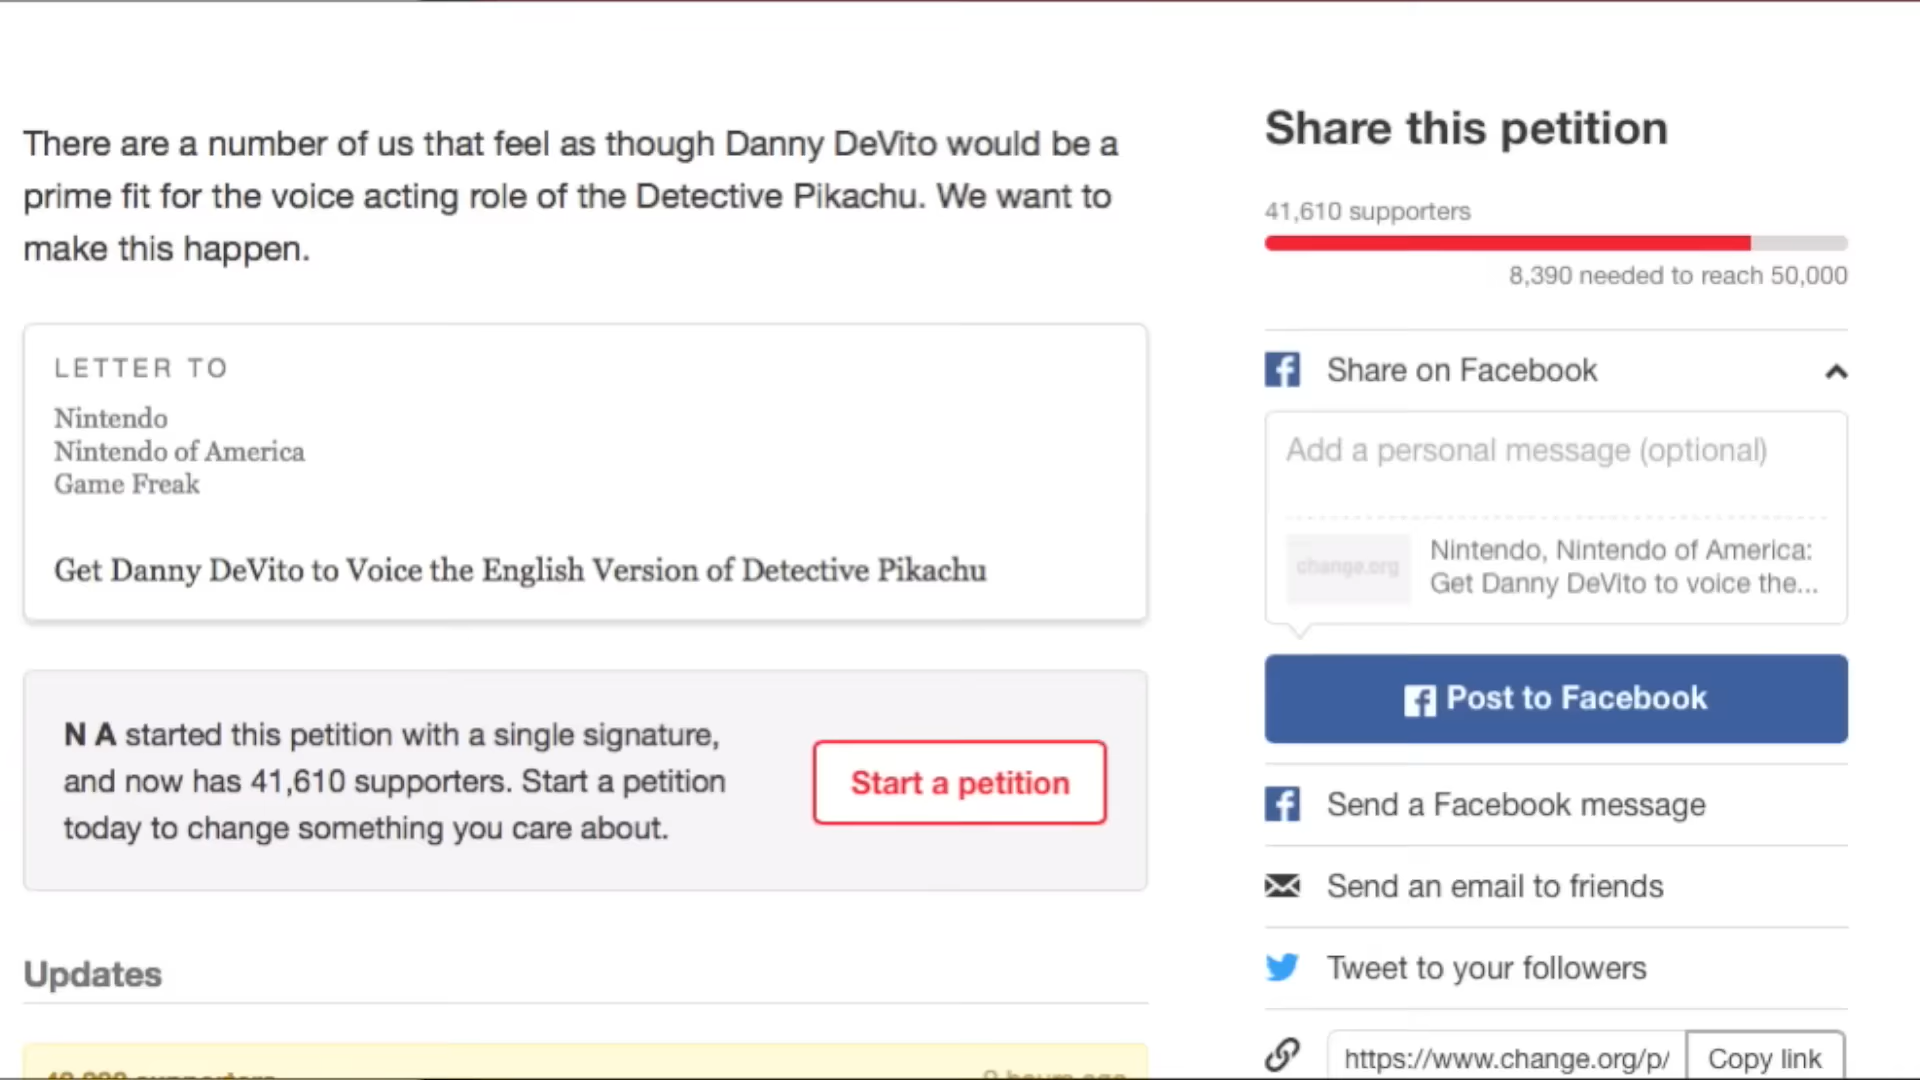 There are a number of us that feel as though Danny DeVito would be a
prime fit for the voice acting role of the Detective Pikachu. We want to
make this happen.
LETTER TO
Nintendo
Nintendo of America
Game Freak
Get Danny DeVito to Voice the English Version of Detective Pikachu
N A started this petition with a single signature,
and now has 41,610 supporters. Start a petition
today to change something you care about.
Start a petition
Updates
Share this petition
41,610 supporters
8,390 needed to reach 50,000
Share on Facebook
Add a personal message (optional)
change.org
Nintendo, Nintendo of America:
Get Danny DeVito to voice the...
Post to Facebook
Send a Facebook message
Send an email to friends
Tweet to your followers
https://www.change.org/p/
Copy link